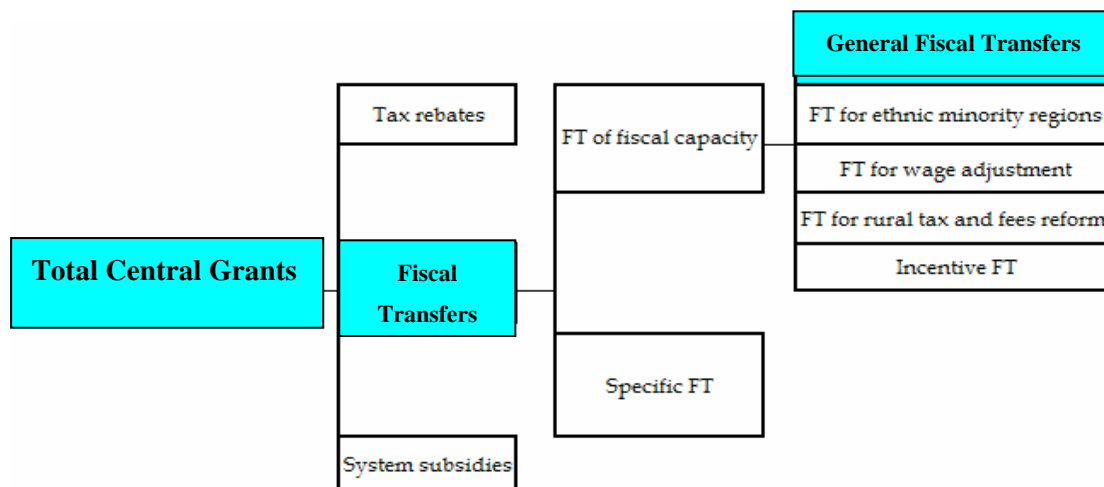 General Fiscal Transfers
Tax rebates
FT of fiscal capacity
FT for ethnic minority regions
FT for wage adjustment
FT for rural tax and fees reform
Total Central Grants
Fiscal
Transfers
Incentive FT
Specific FT
System subsidies